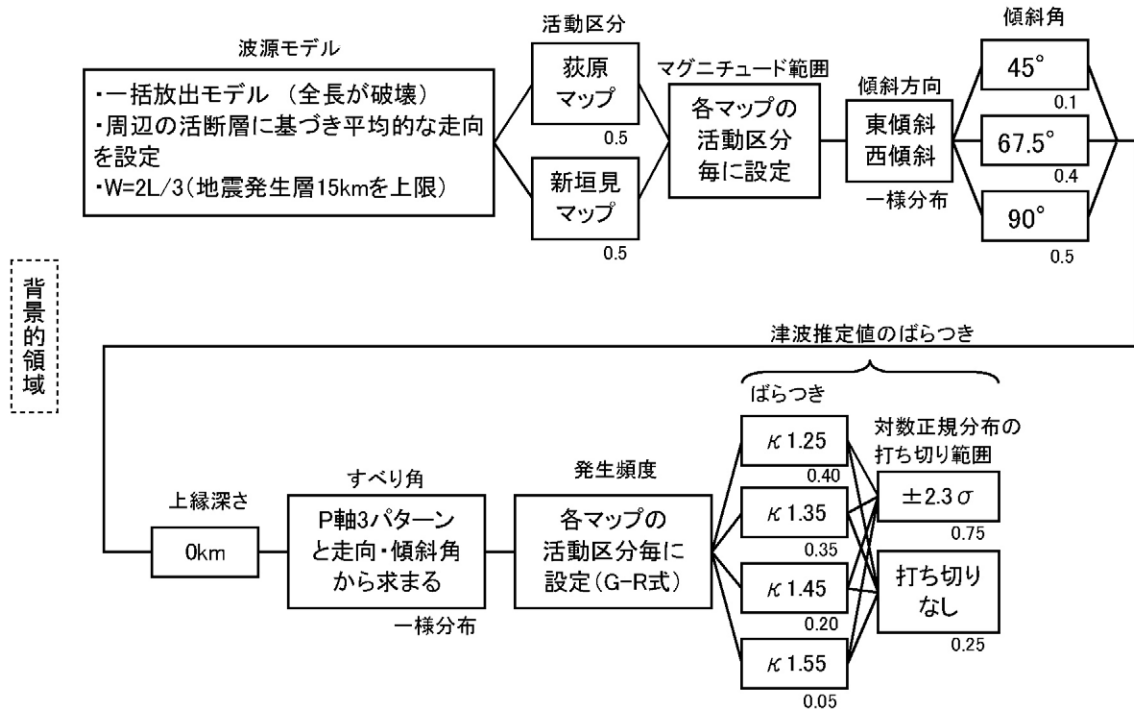 波源モデル
・一括放出モデル （全長が破壊）
・周辺の活断層に基づき平均的な走向
を設定
・W=2L/3（地震発生層15kmを上限）
活動区分
荻原
マップ
0.5
新垣見
マップ
0.5
マグニチュード範囲
各マップの
活動区分
毎に設定
傾斜方向
東傾斜
西傾斜
一様分布
傾斜角
45°
0.1
67.5°
0.4
90°
0.5
背景的領域
上縁深さ
0km
すべり角
P軸3パターン
と走向・傾斜角
から求まる
一様分布
発生頻度
各マップの
活動区分毎に
設定(G-R式)
津波推定値のばらつき
ばらつき
κ1.25
0.40
κ1.35
0.35
κ1.45
0.20
κ1.55
0.05
対数正規分布の
打ち切り範囲
±2.3σ
0.75
打ち切り
なし
0.25